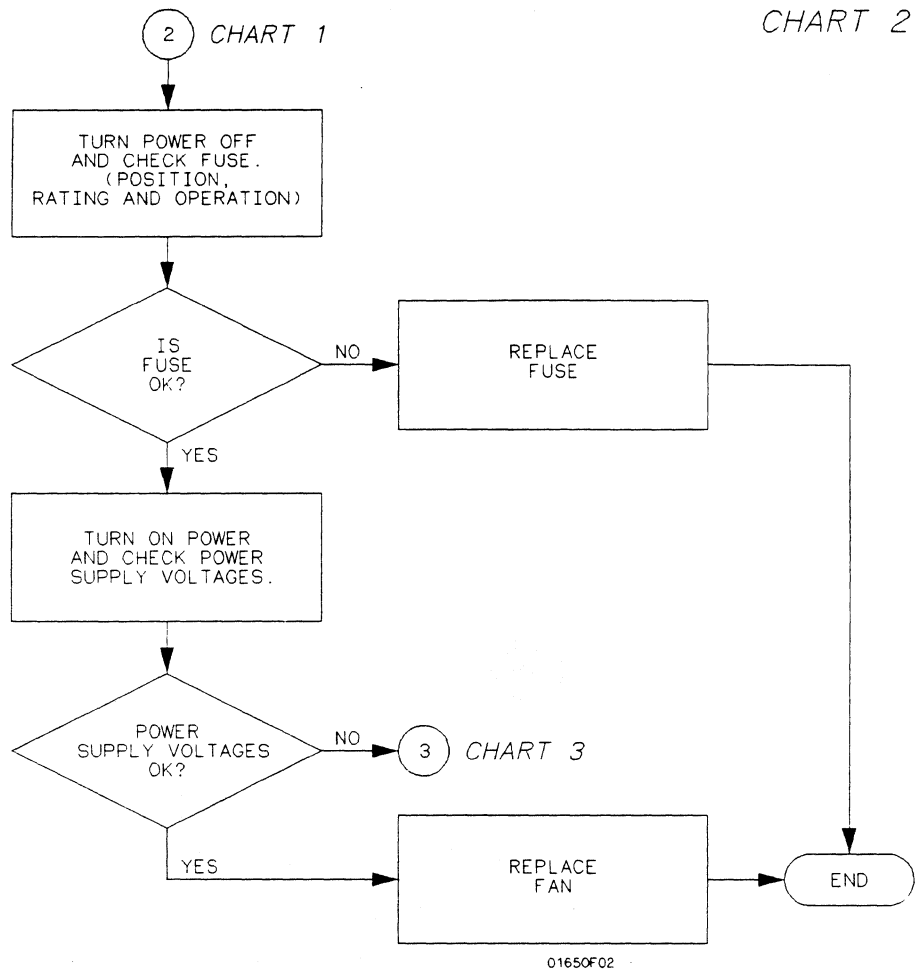 CHART 2
2 CHART 1
TURN POWER OFF
AND CHECK FUSE.
(POSITION,
RATING AND OPERATION)
IS
FUSE
OK?
NO
REPLACE
FUSE
YES
TURN ON POWER
AND CHECK POWER
SUPPLY VOLTAGES.
POWER
SUPPLY VOLTAGES
OK?
NO
3 CHART 3
YES
REPLACE
FAN
END
01650F02